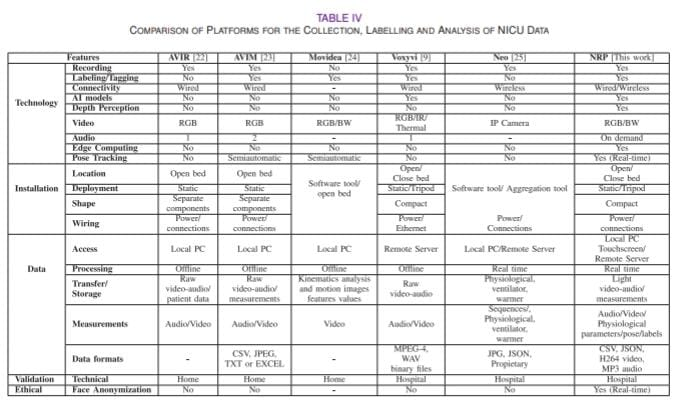 TABLE IV
COMPARISON OF PLATFORMS FOR THE COLLECTION, LABELLING AND ANALYSIS OF NICU DATA
Features AVIR [22] AVIM [23] Movidea [24] Voxyvi [9] Neo [25] NRP [This work]
Technology
Recording Yes Yes No Yes Yes Yes
Labeling/Tagging No Yes Yes Yes No Yes
Connectivity Wired Wired - Wired Wireless Wired/Wireless
AI models No No No Yes No Yes
Depth Perception No No No No No Yes
Video RGB RGB RGB/BW RGB/IR/ Thermal IP Camera RGB/BW
Audio 1 2 - 1 - On demand
Edge Computing No No No No No Yes
Pose Tracking No Semiautomatic Semiautomatic No No Yes (Real-time)
Installation
Location Open bed Open bed Software tool/ open bed Open/ Close bed Software tool/ Aggregation tool Open/ Close bed
Deployment Static Static Static/Tripod Static/Tripod
Shape Separate components Separate components Compact Compact
Wiring Power/ connections Power/ connections Power/ Ethernet Power/ Connections Power/ connections
Data
Access Local PC Local PC Local PC Remote Server Local PC/Remote Server Local PC Touchscreen/ Remote Server
Processing Offline Offline Offline Offline Real time Real time
Transfer/ Storage Raw video-audio/ patient data Raw video-audio/ measurements Kinematics analysis and motion images features values Raw video-audio Physiological, ventilator, warmer Light video-audio/ measurements
Measurements Audio/Video Audio/Video Video Audio/Video Sequences/, Physiological, ventilator, warmer Audio/Video/ Physiological parameters/pose/labels
Data formats - CSV, JPEG, TXT or EXCEL - MPEG-4, WAV binary files JPG, JSON, Propietary CSV, JSON, H264 video, MP3 audio
Validation Technical Home Home Home Hospital Hospital Hospital
Ethical Face Anonymization No No - No No Yes (Real-time)